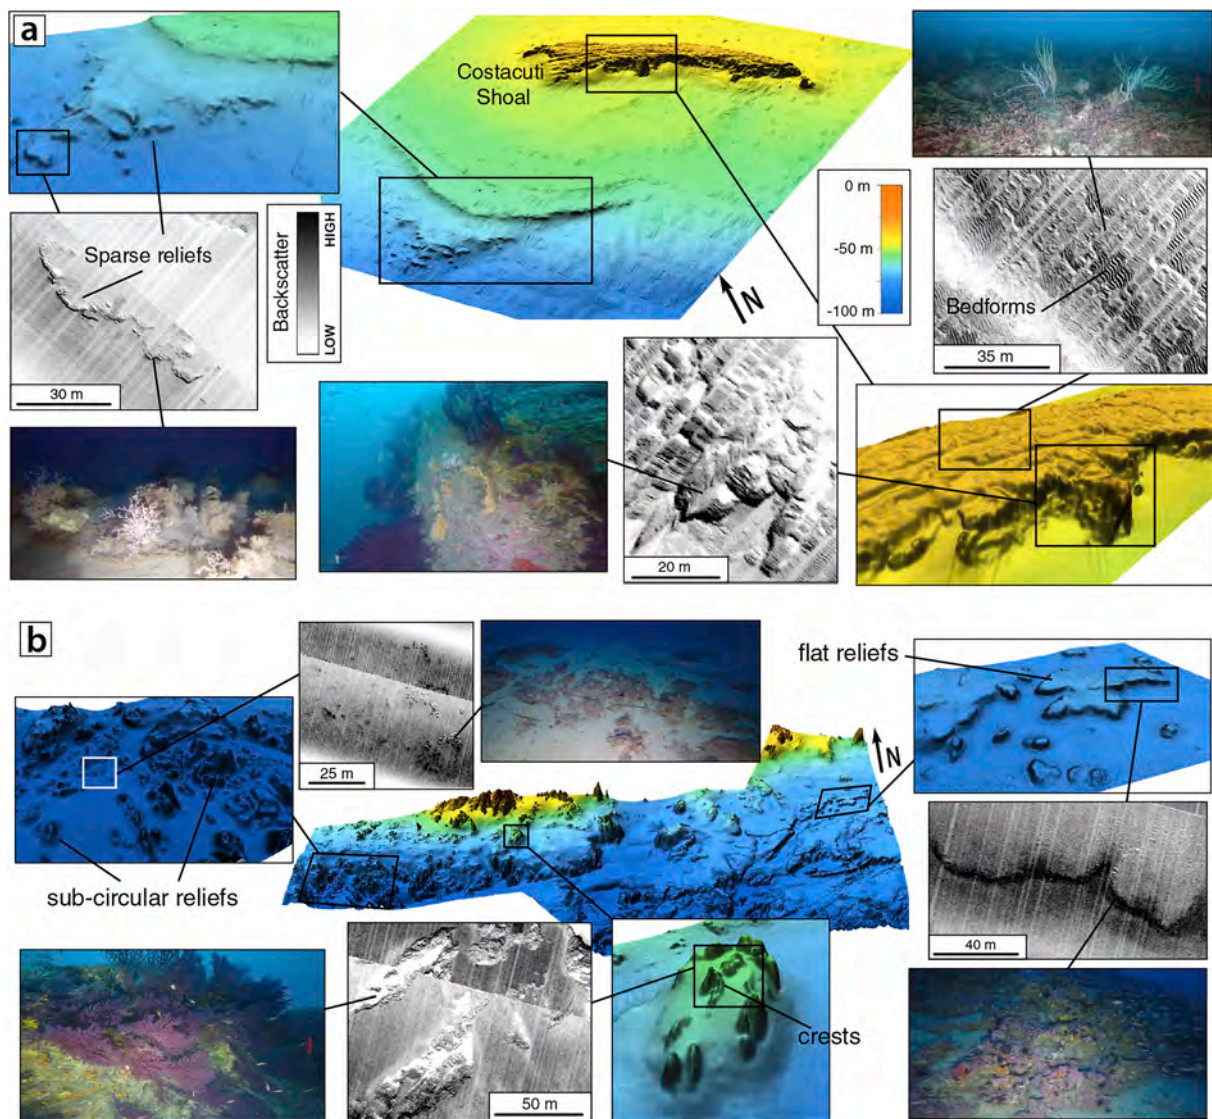 a
Costacuti
Shoal
Sparse reliefs
Backscatter
HIGH
LOW
30 m
N
0 m
-50 m
-100 m
Bedforms
35 m
20 m
b
flat reliefs
25 m
N
sub-circular reliefs
40 m
crests
50 m